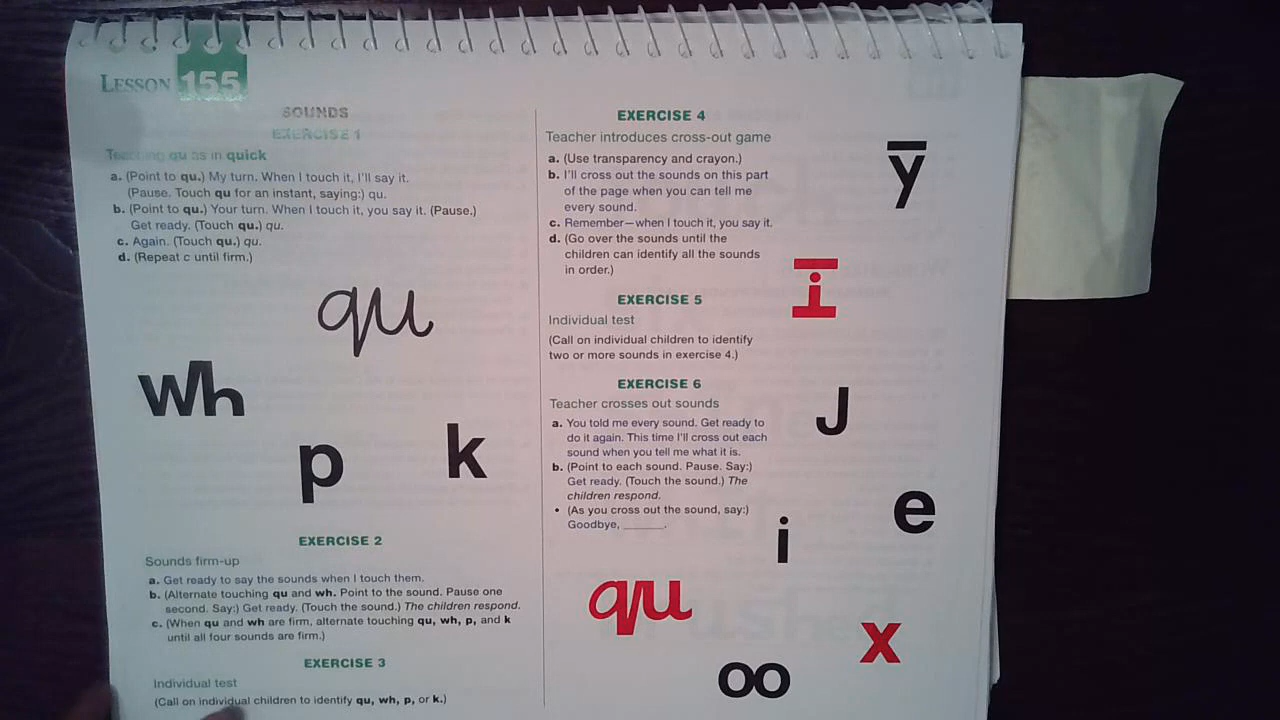 LESSON 155
SOUNDS
EXERCISE 1
Teaching qu as in quick
a. (Point to qu.) My turn. When I touch it, I'll say it.
(Pause. Touch qu for an instant, saying:) qu.
b. (Point to qu.) Your turn. When I touch it, you say it. (Pause.)
Get ready. (Touch qu.) qu.
c. Again. (Touch qu.) qu.
d. (Repeat c until firm.)
qu
wh
p k
EXERCISE 2
Sounds firm-up
a. Get ready to say the sounds when I touch them.
b. (Alternate touching qu and wh. Point to the sound. Pause one
second. Say:) Get ready. (Touch the sound.) The children respond.
c. (When qu and wh are firm, alternate touching qu, wh, p, and k
until all four sounds are firm.)
EXERCISE 3
Individual test
(Call on individual children to identify qu, wh, p, or k.)
EXERCISE 4
Teacher introduces cross-out game
a. (Use transparency and crayon.)
b. I'll cross out the sounds on this part
of the page when you can tell me
every sound.
c. Remember—when I touch it, you say it.
d. (Go over the sounds until the
children can identify all the sounds
in order.)
EXERCISE 5
Individual test
(Call on individual children to identify
two or more sounds in exercise 4.)
EXERCISE 6
Teacher crosses out sounds
a. You told me every sound. Get ready to
do it again. This time I'll cross out each
sound when you tell me what it is.
b. (Point to each sound. Pause. Say:)
Get ready. (Touch the sound.) The
children respond.
• (As you cross out the sound, say:)
Goodbye, ______.
ȳ
ī
J
e
i
qu
x
oo